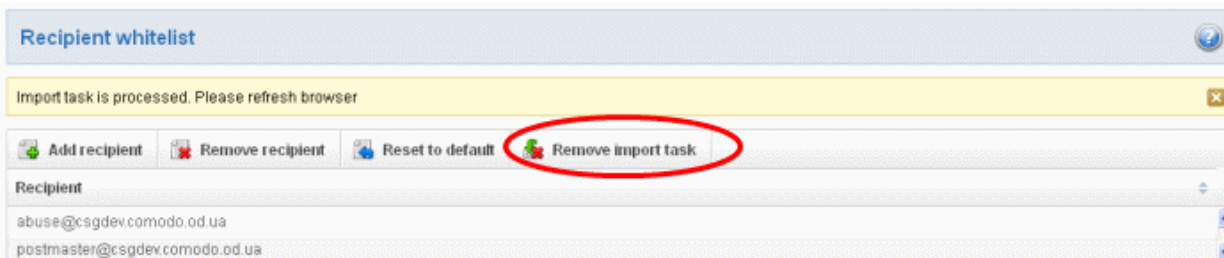 Recipient whitelist
Import task is processed. Please refresh browser
Add recipient Remove recipient Reset to default Remove import task
Recipient
abuse@csgdev.comodo.od.ua
postmaster@csgdev.comodo.od.ua